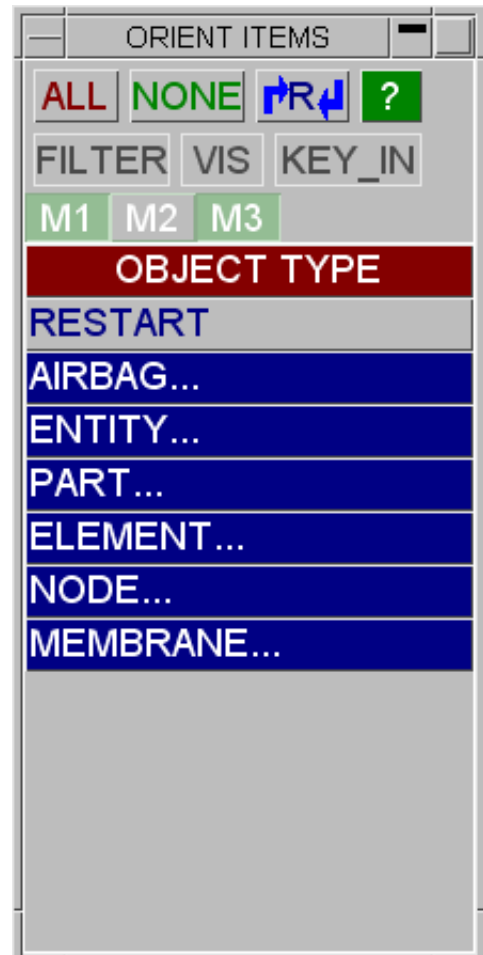 ORIENT ITEMS
ALL NONE R ?
FILTER VIS KEY_IN
M1 M2 M3
OBJECT TYPE
RESTART
AIRBAG...
ENTITY...
PART...
ELEMENT...
NODE...
MEMBRANE...